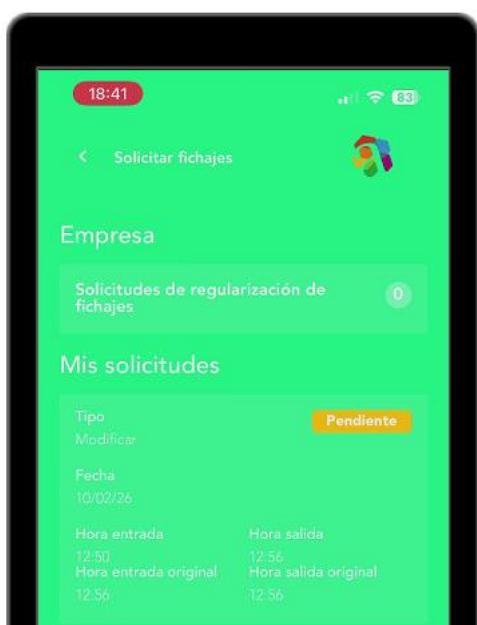 18:41
83
Solicitar fichajes
Empresa
Solicitudes de regularización de
fichajes
0
Mis solicitudes
Tipo
Pendiente
Modificar
Fecha
10/02/26
Hora entrada
Hora salida
12:50
12:56
Hora entrada original
Hora salida original
12:56
12:56